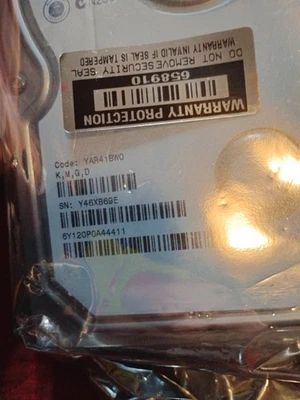 WARRANTY PROTECTION
658910
DO NOT REMOVE SECURITY SEAL
WARRANTY INVALID IF SEAL IS TAMPERED
Code: YAR41BW0
K,M,G,D
SN: Y46XB69E
6Y120P0A44411